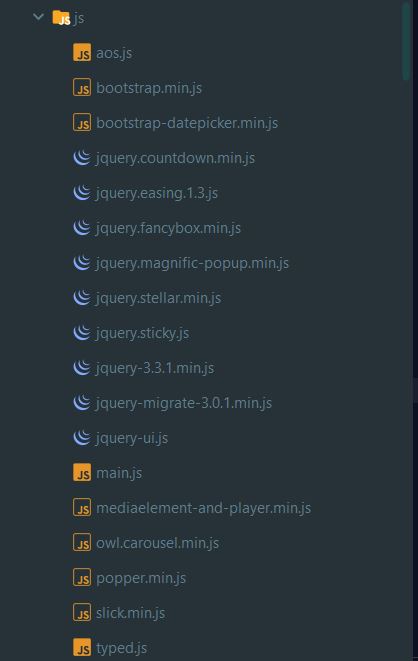 js
aos.js
bootstrap.min.js
bootstrap-datepicker.min.js
jquery.countdown.min.js
jquery.easing.1.3.js
jquery.fancybox.min.js
jquery.magnific-popup.min.js
jquery.stellar.min.js
jquery.sticky.js
jquery-3.3.1.min.js
jquery-migrate-3.0.1.min.js
jquery-ui.js
main.js
mediaelement-and-player.min.js
owl.carousel.min.js
popper.min.js
slick.min.js
typed.js